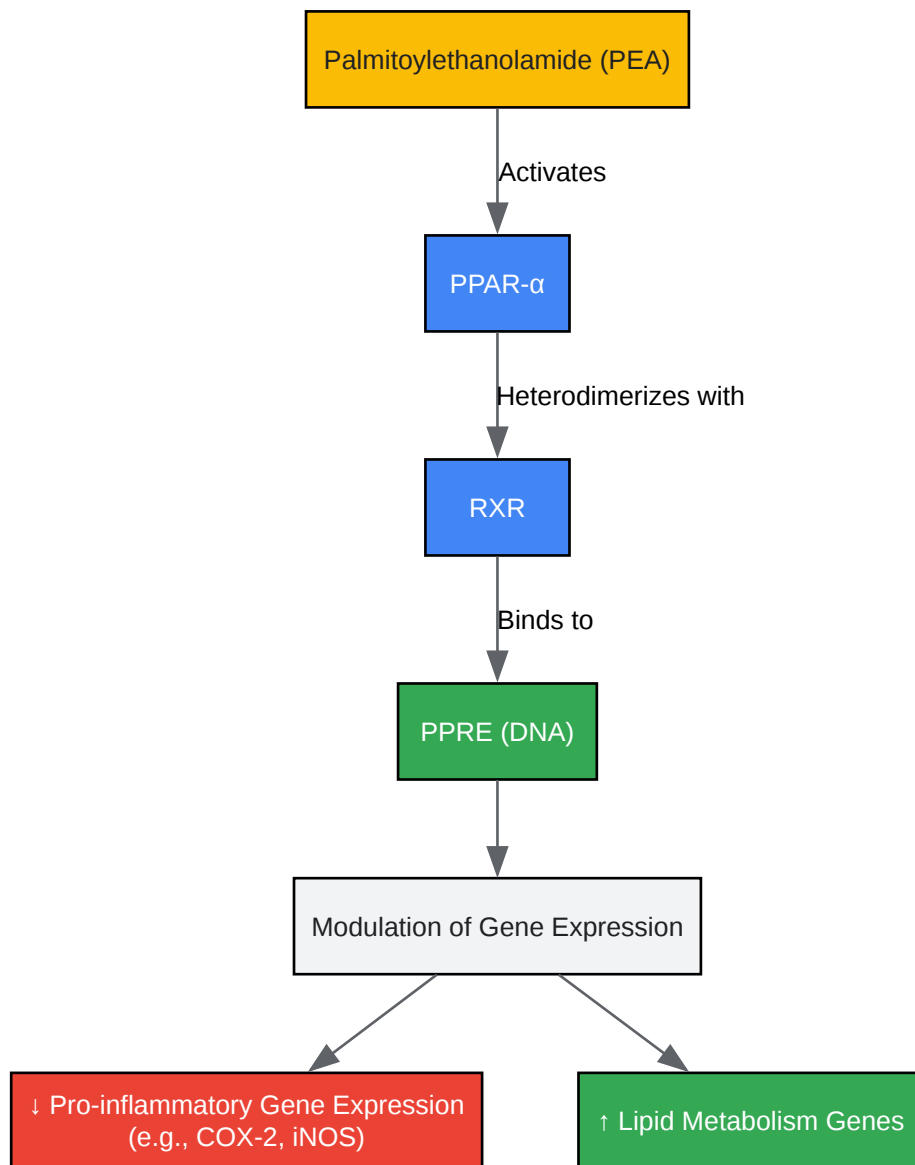 Palmitoylethanolamide (PEA)
Activates
PPAR-α
Heterodimerizes with
RXR
Binds to
PPRE (DNA)
Modulation of Gene Expression
↓ Pro-inflammatory Gene Expression
(e.g., COX-2, iNOS)
↑ Lipid Metabolism Genes